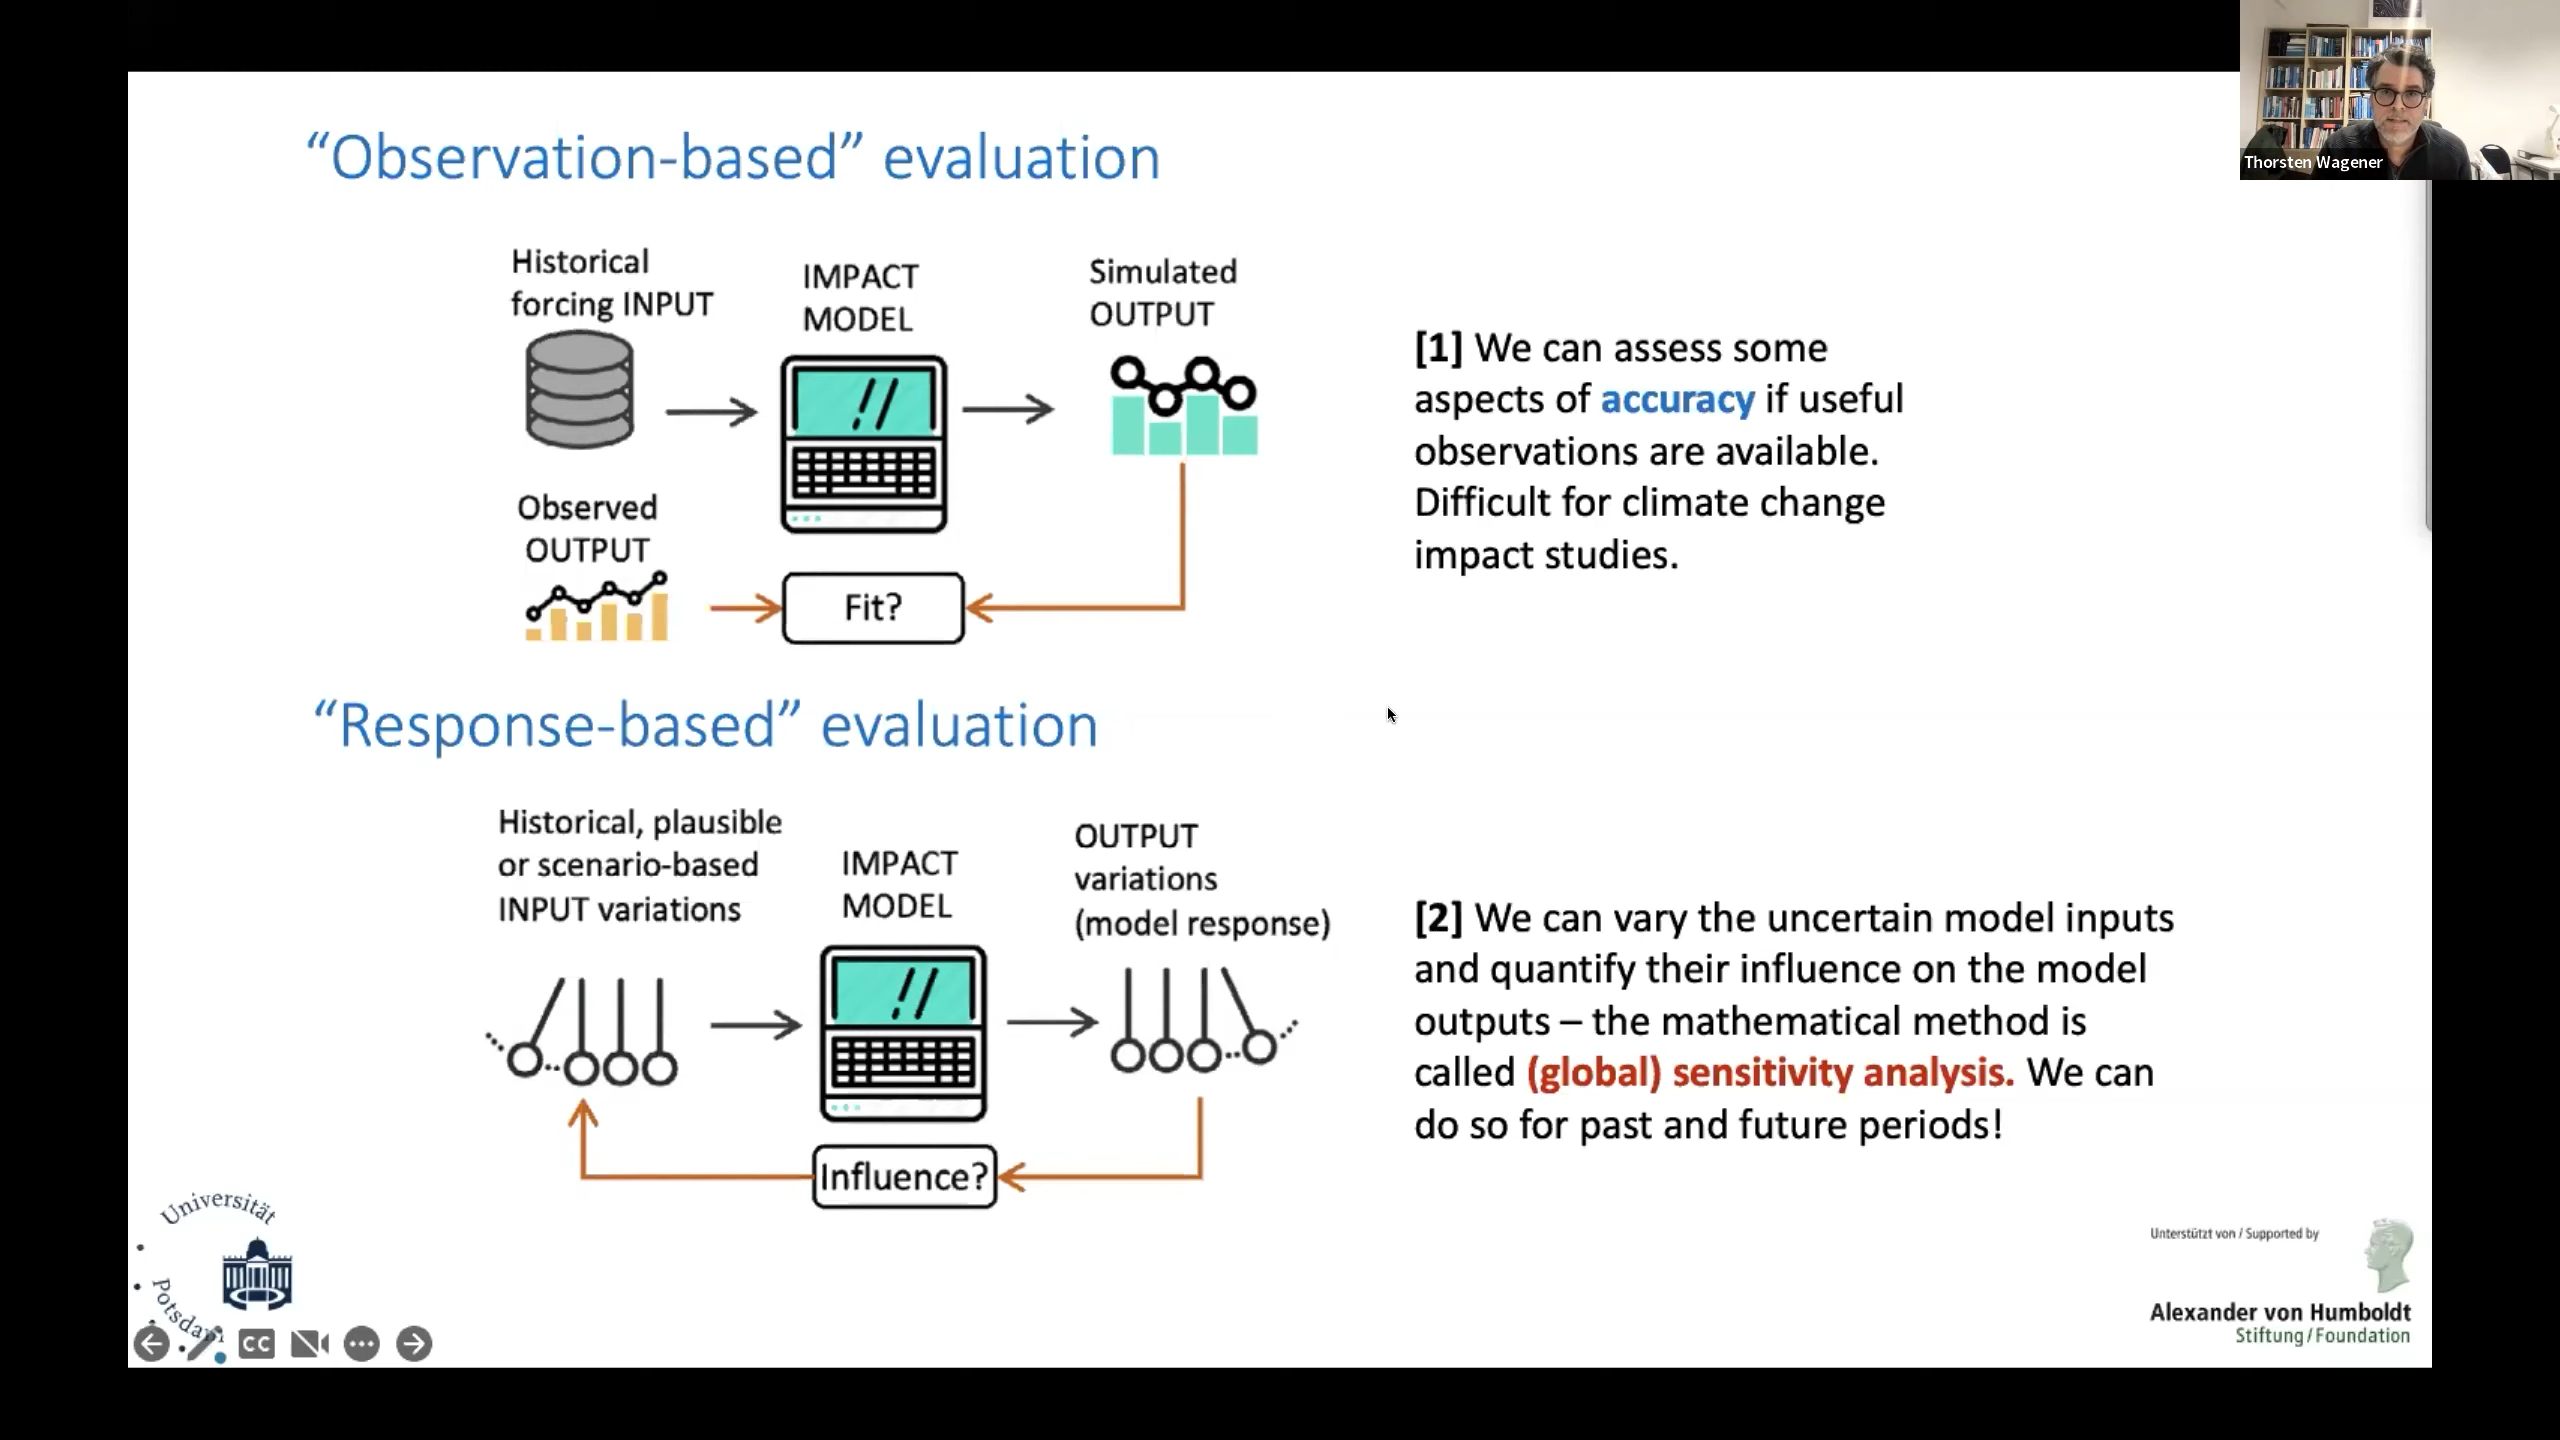 Thorsten Wagener
“Observation-based” evaluation
Historical
forcing INPUT
IMPACT
MODEL
Simulated
OUTPUT
Observed
OUTPUT
Fit?
[1] We can assess some
aspects of accuracy if useful
observations are available.
Difficult for climate change
impact studies.
“Response-based” evaluation
Historical, plausible
or scenario-based
INPUT variations
IMPACT
MODEL
OUTPUT
variations
(model response)
Influence?
[2] We can vary the uncertain model inputs
and quantify their influence on the model
outputs – the mathematical method is
called (global) sensitivity analysis. We can
do so for past and future periods!
Universität
Potsdam
CC
Unterstützt von / Supported by
Alexander von Humboldt
Stiftung/Foundation